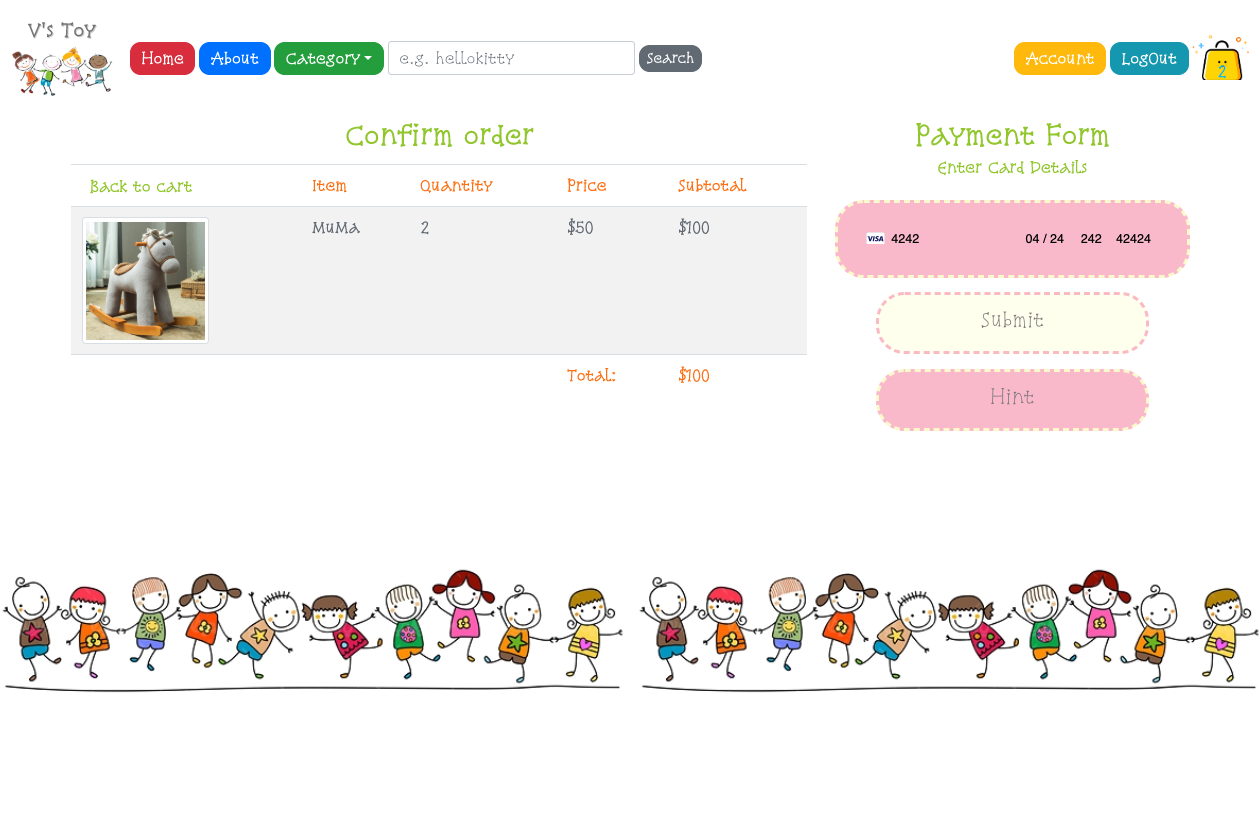 V's Toy
Home About Category e.g. hellokitty Search Account LogOut 2
Confirm order
Back to cart Item Quantity Price Subtotal
MuMa 2 $50 $100
Total: $100
Payment Form
Enter Card Details
VISA 4242 04 / 24 242 42424
Submit
Hint